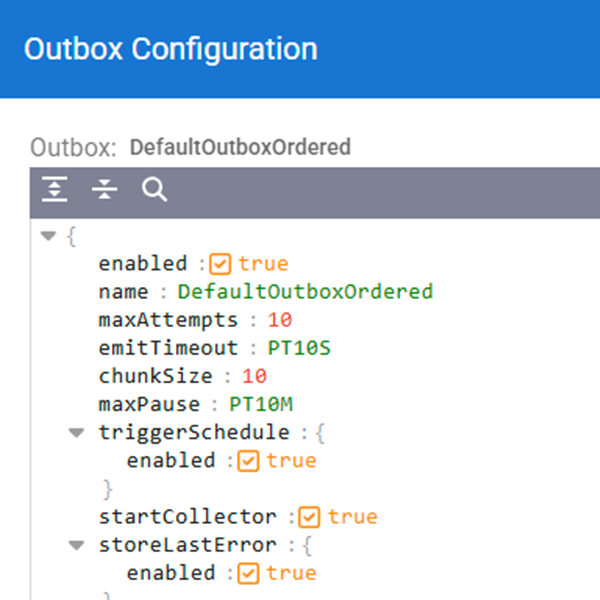 Outbox Configuration
Outbox: DefaultOutboxOrdered
{
enabled : true
name : DefaultOutboxOrdered
maxAttempts : 10
emitTimeout : PT10S
chunkSize : 10
maxPause : PT10M
triggerSchedule : {
enabled : true
}
startCollector : true
storeLastError : {
enabled : true
}